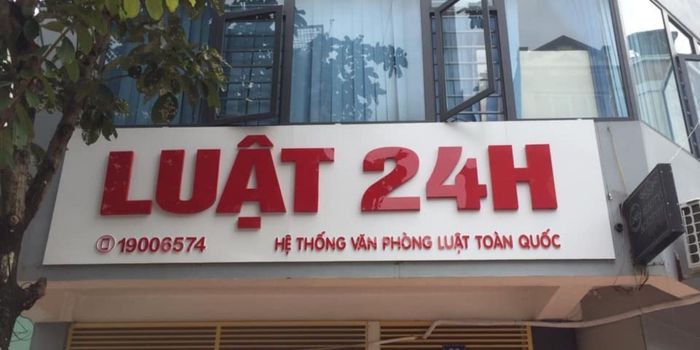 LUẬT 24H
19006574
HỆ THỐNG VĂN PHÒNG LUẬT TOÀN QUỐC